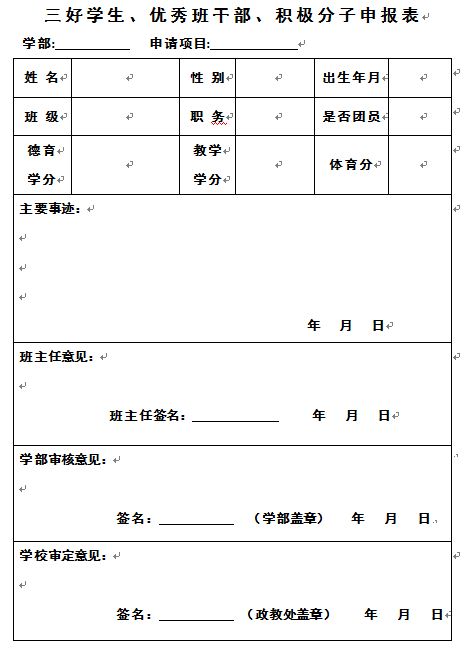 三好学生、优秀班干部、积极分子申报表
学部: 申请项目:
姓 名 性 别 出生年月
班 级 职 务 是否团员
德育学分 教学学分 体育分
主要事迹：
年 月 日
班主任意见：
班主任签名： 年 月 日
学部审核意见：
签名： （学部盖章） 年 月 日
学校审定意见：
签名： （政教处盖章） 年 月 日